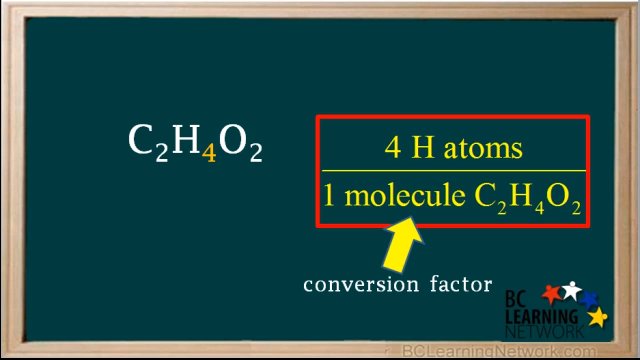 C₂H₄O₂
4 H atoms
1 molecule C₂H₄O₂
conversion factor
BC
LEARNING
NETWORK
BCLearningNetwork.com